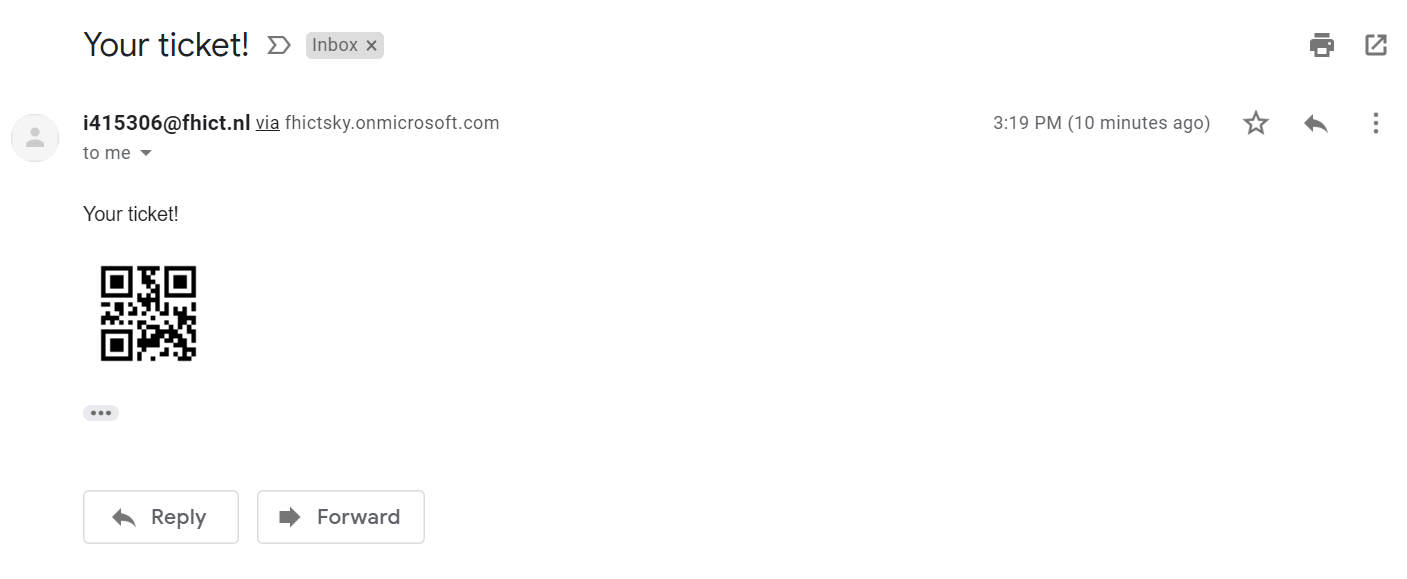 Your ticket!
Inbox
i415306@fhict.nl via fhictsky.onmicrosoft.com
3:19 PM (10 minutes ago)
to me
Your ticket!
Reply
Forward